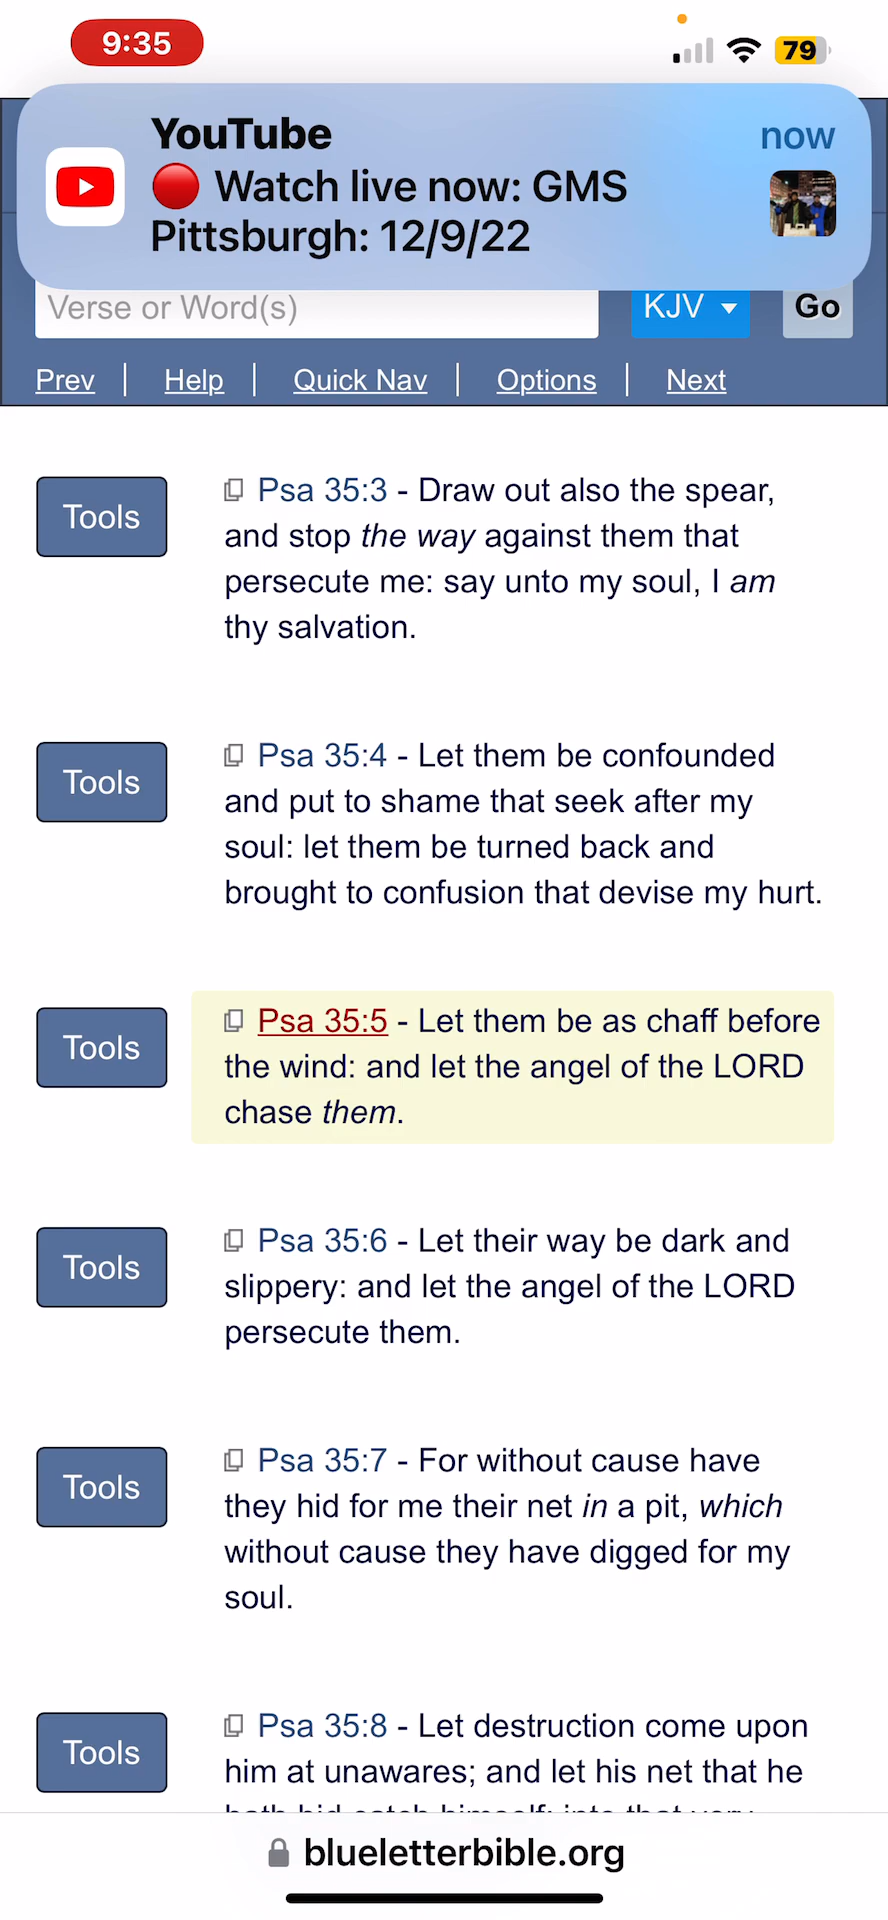 9:35
79
YouTube
now
Watch live now: GMS
Pittsburgh: 12/9/22
Verse or Word(s)
KJV
Go
Prev | Help | Quick Nav | Options | Next
Tools
Psa 35:3 - Draw out also the spear,
and stop the way against them that
persecute me: say unto my soul, I am
thy salvation.
Tools
Psa 35:4 - Let them be confounded
and put to shame that seek after my
soul: let them be turned back and
brought to confusion that devise my hurt.
Tools
Psa 35:5 - Let them be as chaff before
the wind: and let the angel of the LORD
chase them.
Tools
Psa 35:6 - Let their way be dark and
slippery: and let the angel of the LORD
persecute them.
Tools
Psa 35:7 - For without cause have
they hid for me their net in a pit, which
without cause they have digged for my
soul.
Tools
Psa 35:8 - Let destruction come upon
him at unawares; and let his net that he
hath hid catch himself: into that very
blueletterbible.org